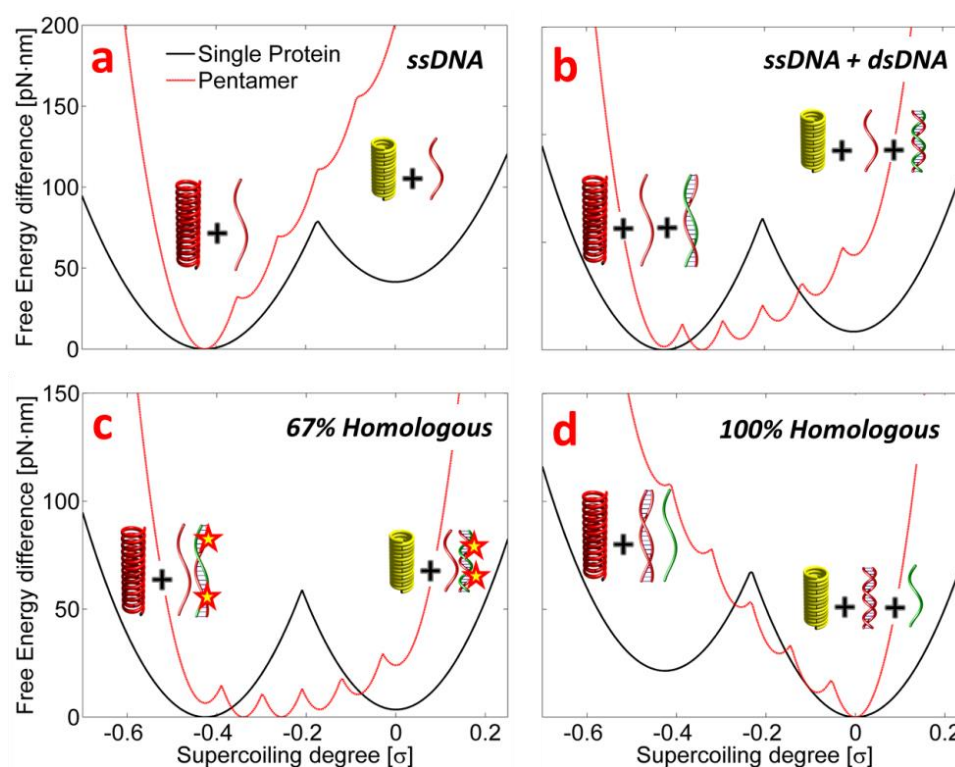 a
Single Protein
Pentamer
ssDNA
b
ssDNA + dsDNA
200
150
100
50
0
Free Energy difference [pN·nm]
c
67% Homologous
d
100% Homologous
150
100
50
0
Free Energy difference [pN·nm]
-0.6 -0.4 -0.2 0 0.2
Supercoiling degree [σ]
-0.6 -0.4 -0.2 0 0.2
Supercoiling degree [σ]